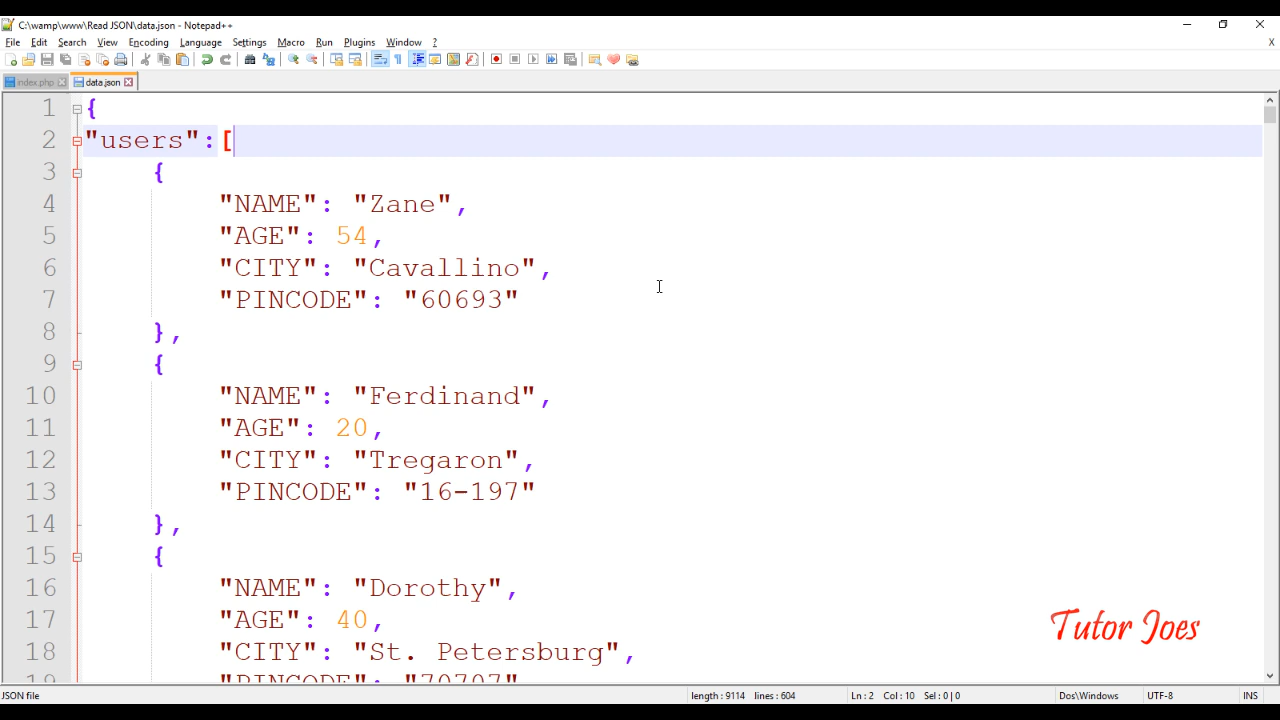 C:\wamp\www\Read JSON\data.json - Notepad++
File Edit Search View Encoding Language Settings Macro Run Plugins Window ? X
index.php data.json
1 {
2 "users":[
3 {
4 "NAME": "Zane",
5 "AGE": 54,
6 "CITY": "Cavallino",
7 "PINCODE": "60693"
8 },
9 {
10 "NAME": "Ferdinand",
11 "AGE": 20,
12 "CITY": "Tregaron",
13 "PINCODE": "16-197"
14 },
15 {
16 "NAME": "Dorothy",
17 "AGE": 40,
18 "CITY": "St. Petersburg",
19 "PINCODE": "70707"
Tutor Joes
JSON file length : 9114 lines : 604 Ln : 2 Col : 10 Sel : 0 | 0 Dos\Windows UTF-8 INS